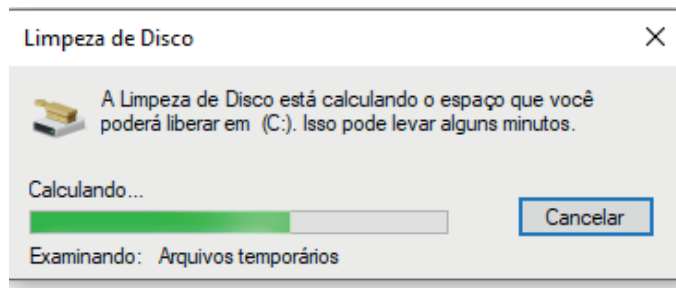 Limpeza de Disco
A Limpeza de Disco está calculando o espaço que você
poderá liberar em  (C:). Isso pode levar alguns minutos.
Calculando...
Cancelar
Examinando:   Arquivos temporários